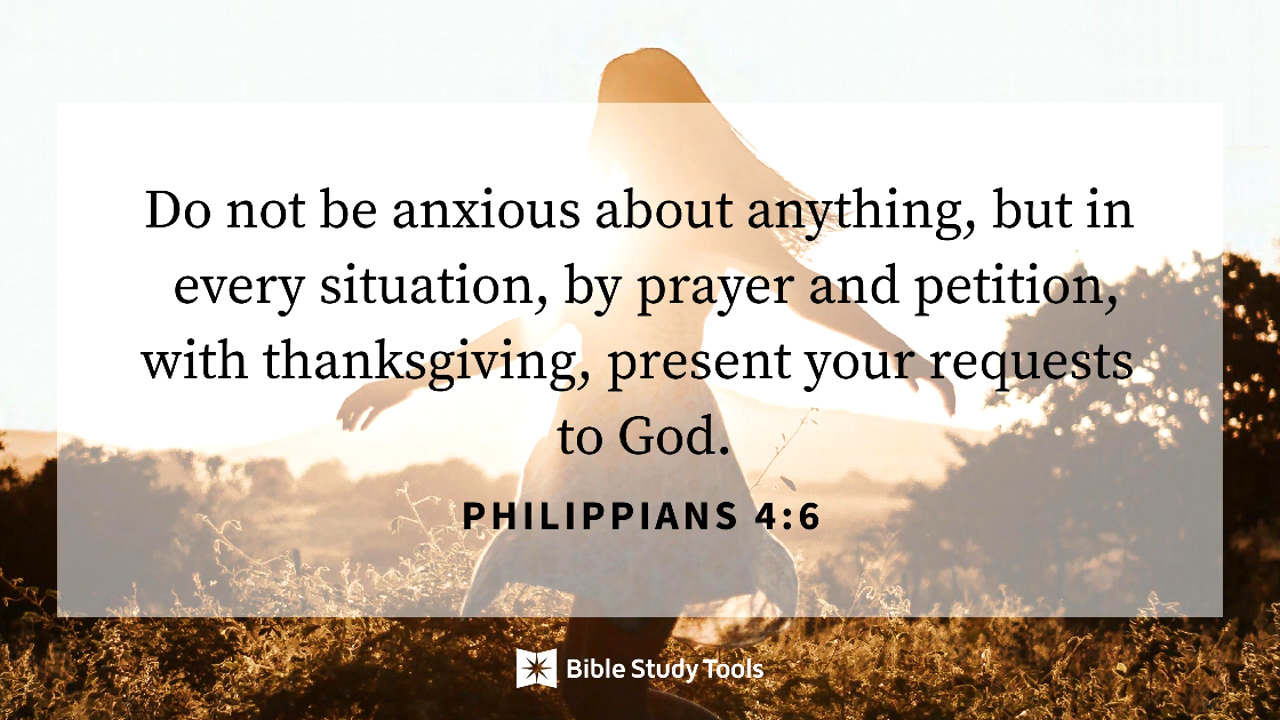 Do not be anxious about anything, but in
every situation, by prayer and petition,
with thanksgiving, present your requests
to God.
PHILIPPIANS 4:6
Bible Study Tools